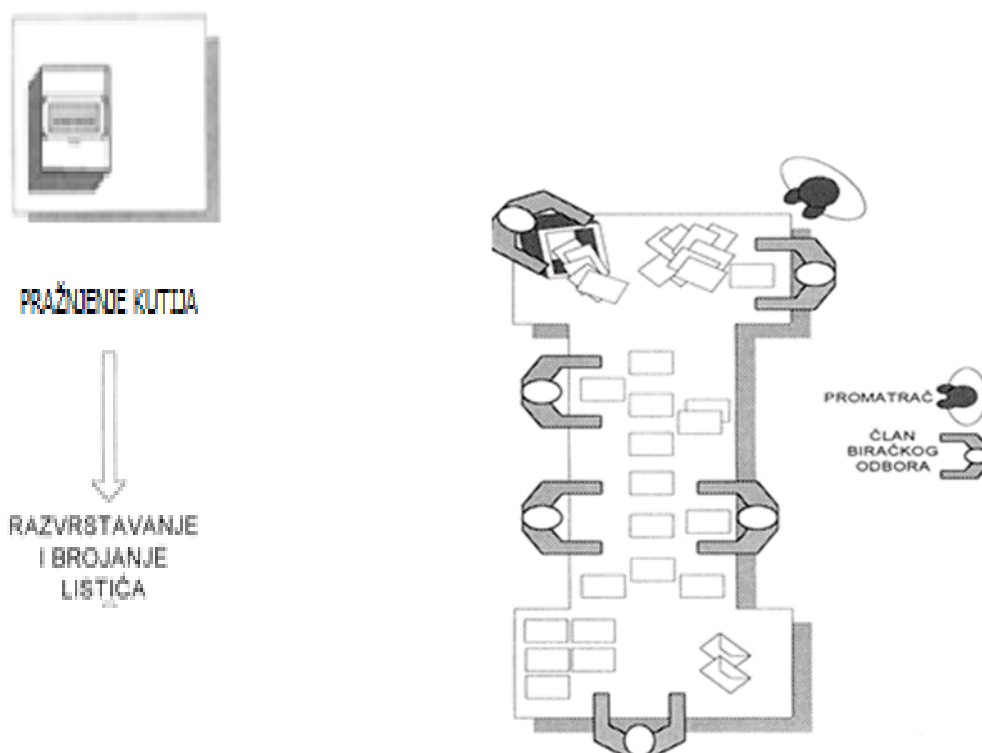 PRAŽNJENJE KUTIJA
RAZVRSTAVANJE
I BROJANJE
LISTIĆA
PROMATRAČ
ČLAN
BIRAČKOG
ODBORA